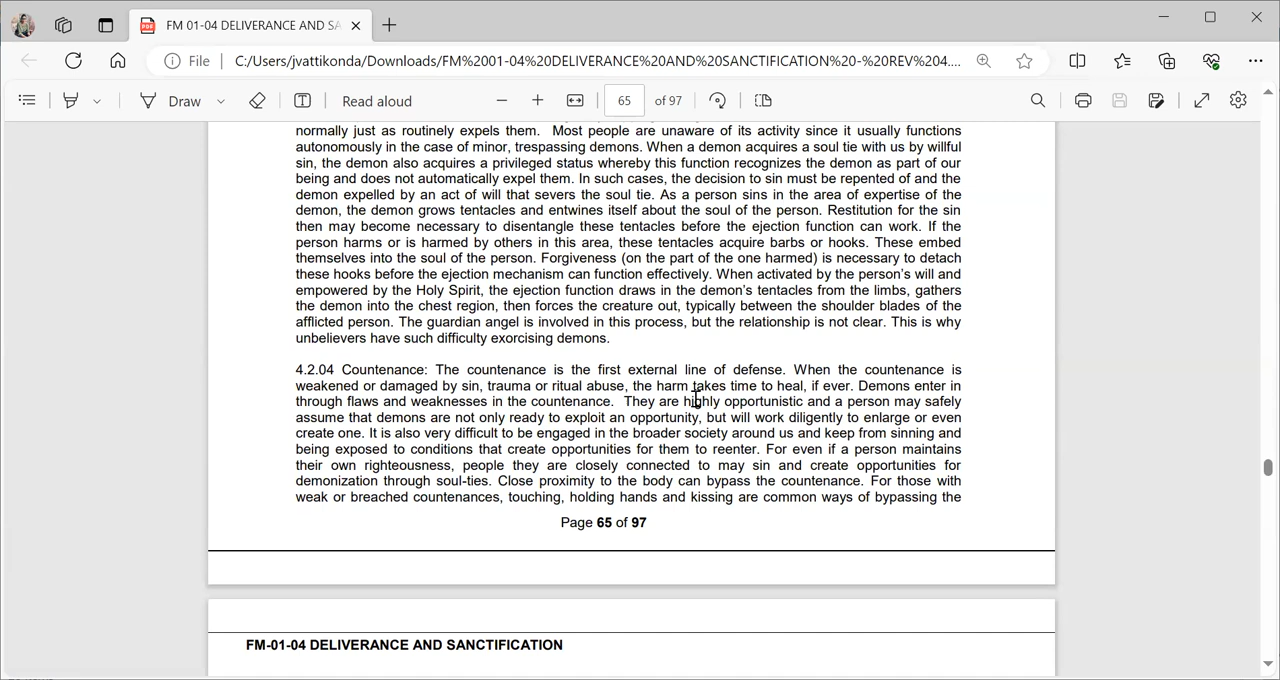 FM 01-04 DELIVERANCE AND SA
File
C:/Users/jvattikonda/Downloads/FM%2001-04%20DELIVERANCE%20AND%20SANCTIFICATION%20-%20REV%204....
Draw
Read aloud
65
of 97
normally just as routinely expels them. Most people are unaware of its activity since it usually functions
autonomously in the case of minor, trespassing demons. When a demon acquires a soul tie with us by willful
sin, the demon also acquires a privileged status whereby this function recognizes the demon as part of our
being and does not automatically expel them. In such cases, the decision to sin must be repented of and the
demon expelled by an act of will that severs the soul tie. As a person sins in the area of expertise of the
demon, the demon grows tentacles and entwines itself about the soul of the person. Restitution for the sin
then may become necessary to disentangle these tentacles before the ejection function can work. If the
person harms or is harmed by others in this area, these tentacles acquire barbs or hooks. These embed
themselves into the soul of the person. Forgiveness (on the part of the one harmed) is necessary to detach
these hooks before the ejection mechanism can function effectively. When activated by the person's will and
empowered by the Holy Spirit, the ejection function draws in the demon's tentacles from the limbs, gathers
the demon into the chest region, then forces the creature out, typically between the shoulder blades of the
afflicted person. The guardian angel is involved in this process, but the relationship is not clear. This is why
unbelievers have such difficulty exorcising demons.
4.2.04 Countenance: The countenance is the first external line of defense. When the countenance is
weakened or damaged by sin, trauma or ritual abuse, the harm takes time to heal, if ever. Demons enter in
through flaws and weaknesses in the countenance. They are highly opportunistic and a person may safely
assume that demons are not only ready to exploit an opportunity, but will work diligently to enlarge or even
create one. It is also very difficult to be engaged in the broader society around us and keep from sinning and
being exposed to conditions that create opportunities for them to reenter. For even if a person maintains
their own righteousness, people they are closely connected to may sin and create opportunities for
demonization through soul-ties. Close proximity to the body can bypass the countenance. For those with
weak or breached countenances, touching, holding hands and kissing are common ways of bypassing the
Page 65 of 97
FM-01-04 DELIVERANCE AND SANCTIFICATION